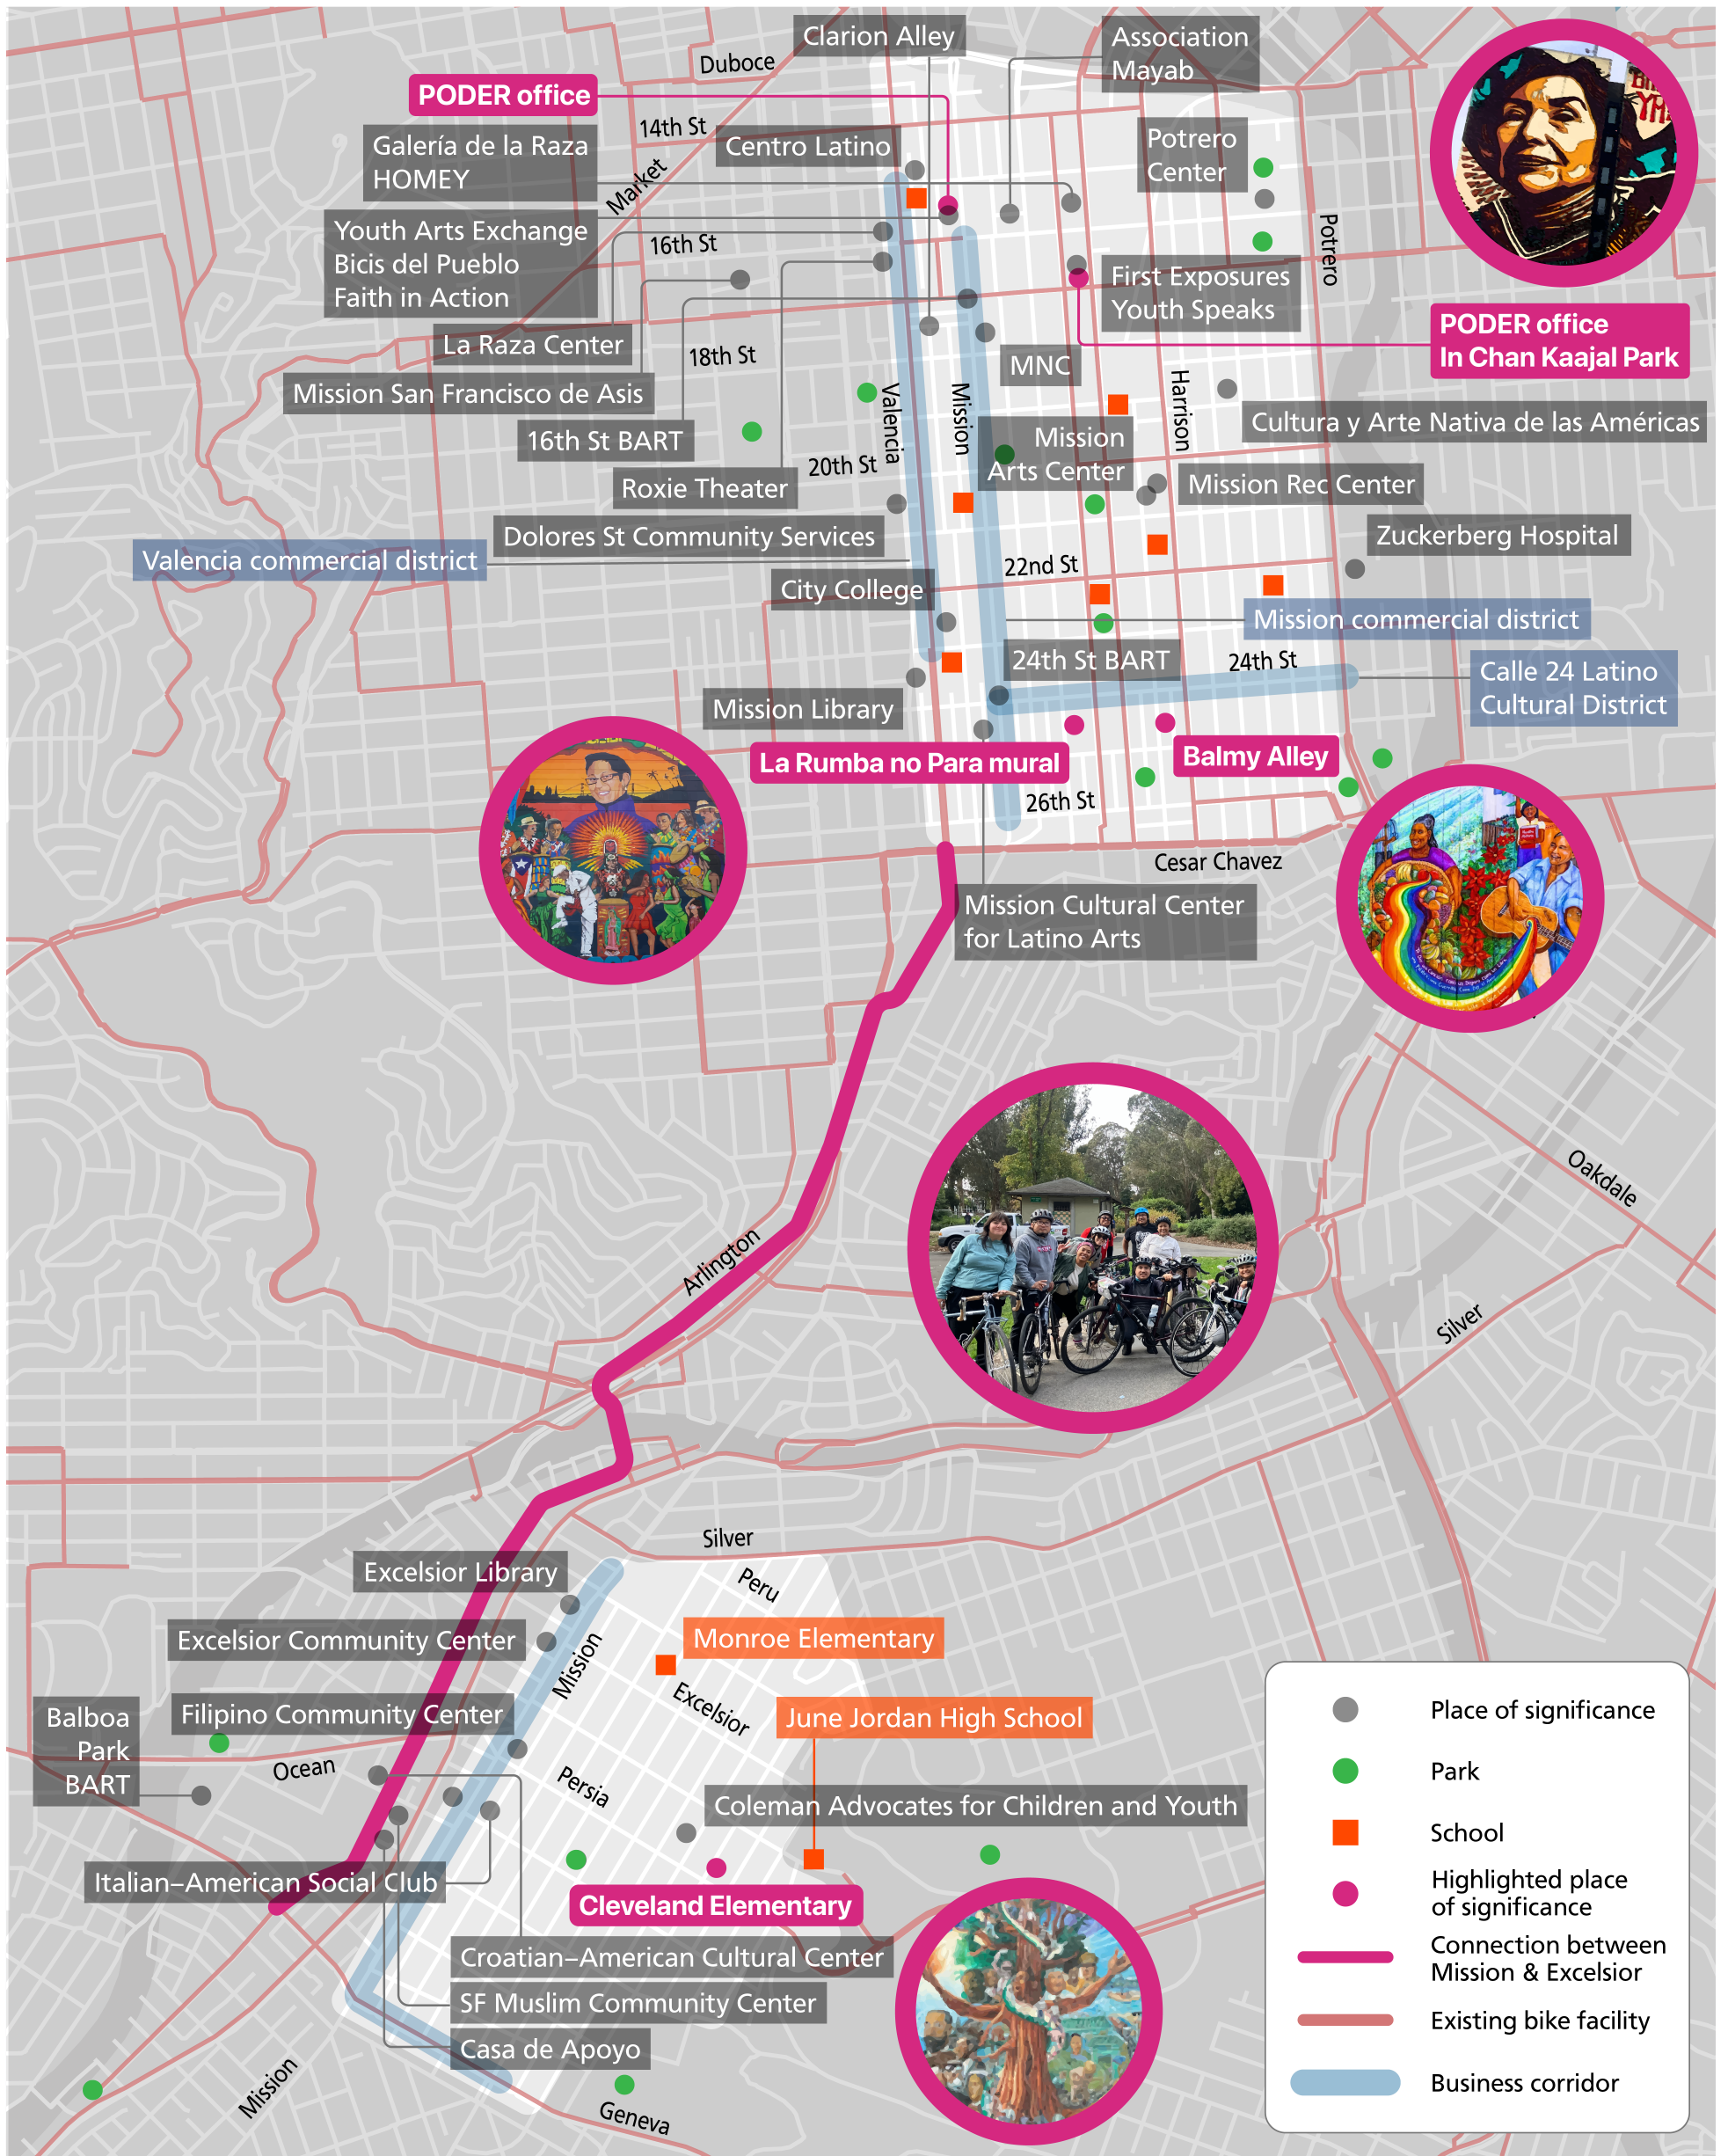 Clarion Alley
Association
Mayab
Duboce
PODER office
14th St
Centro Latino
Potrero
Center
Galería de la Raza
HOMEY
Market
Youth Arts Exchange
Bicis del Pueblo
Faith in Action
16th St
Potrero
First Exposures
Youth Speaks
PODER office
In Chan Kaajal Park
La Raza Center
18th St
MNC
Mission San Francisco de Asis
Valencia
Mission
Harrison
Cultura y Arte Nativa de las Américas
16th St BART
Mission
Arts Center
20th St
Roxie Theater
Mission Rec Center
Dolores St Community Services
Zuckerberg Hospital
Valencia commercial district
22nd St
City College
Mission commercial district
24th St BART
24th St
Calle 24 Latino
Cultural District
Mission Library
La Rumba no Para mural
Balmy Alley
26th St
Cesar Chavez
Mission Cultural Center
for Latino Arts
Oakdale
Arlington
Silver
Silver
Excelsior Library
Peru
Excelsior Community Center
Mission
Monroe Elementary
Excelsior
Filipino Community Center
June Jordan High School
Balboa
Park
BART
Ocean
Persia
Coleman Advocates for Children and Youth
Italian–American Social Club
Cleveland Elementary
Croatian–American Cultural Center
SF Muslim Community Center
Casa de Apoyo
Mission
Geneva
Place of significance
Park
School
Highlighted place
of significance
Connection between
Mission & Excelsior
Existing bike facility
Business corridor